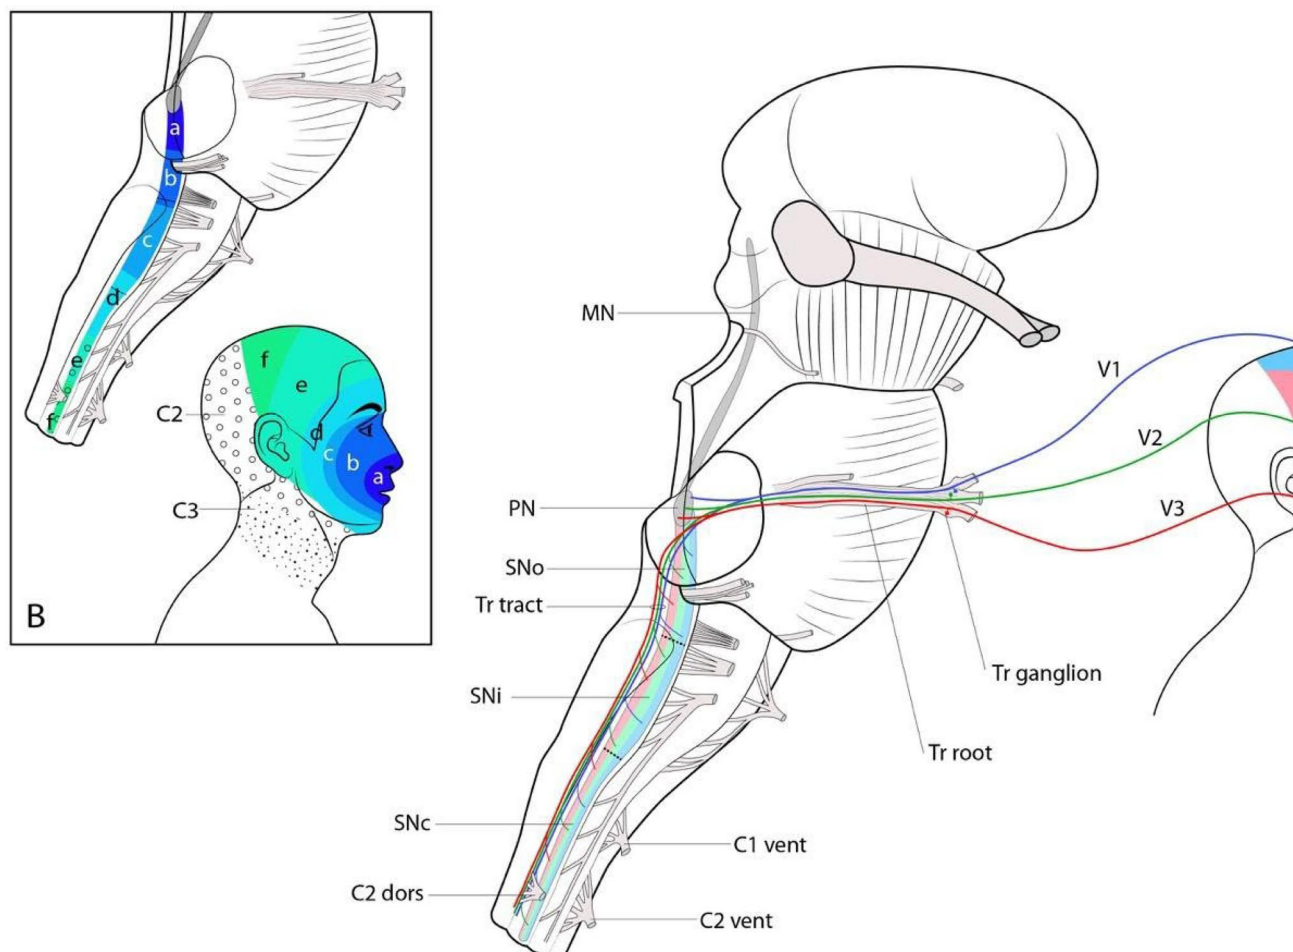 a
b
c
d
e
f
f
e
d
c
b
a
C2
C3
B
MN
V1
V2
V3
PN
SNo
Tr tract
SNi
Tr ganglion
Tr root
SNc
C1 vent
C2 dors
C2 vent